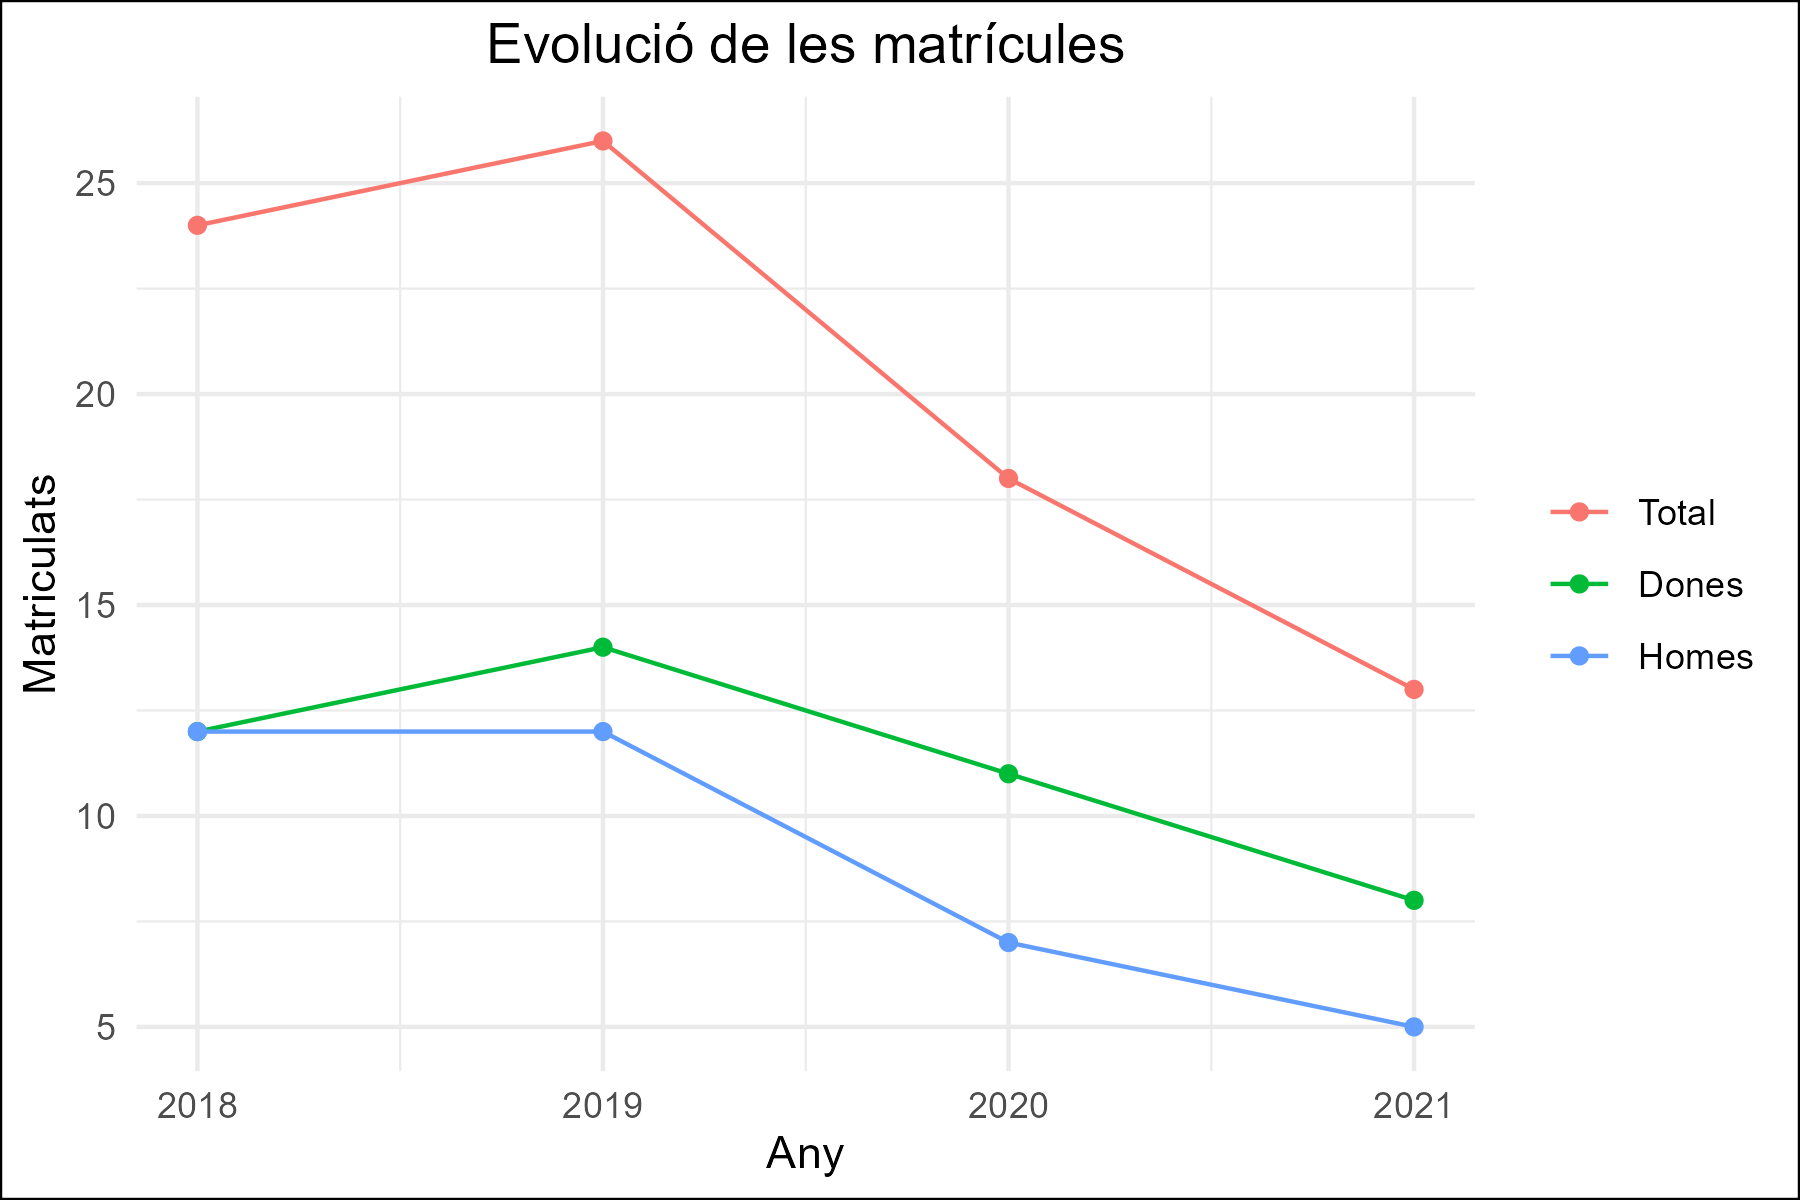 Evolució de les matrícules
Matriculats
25
20
15
10
5
2018 2019 2020 2021
Any
Total
Dones
Homes